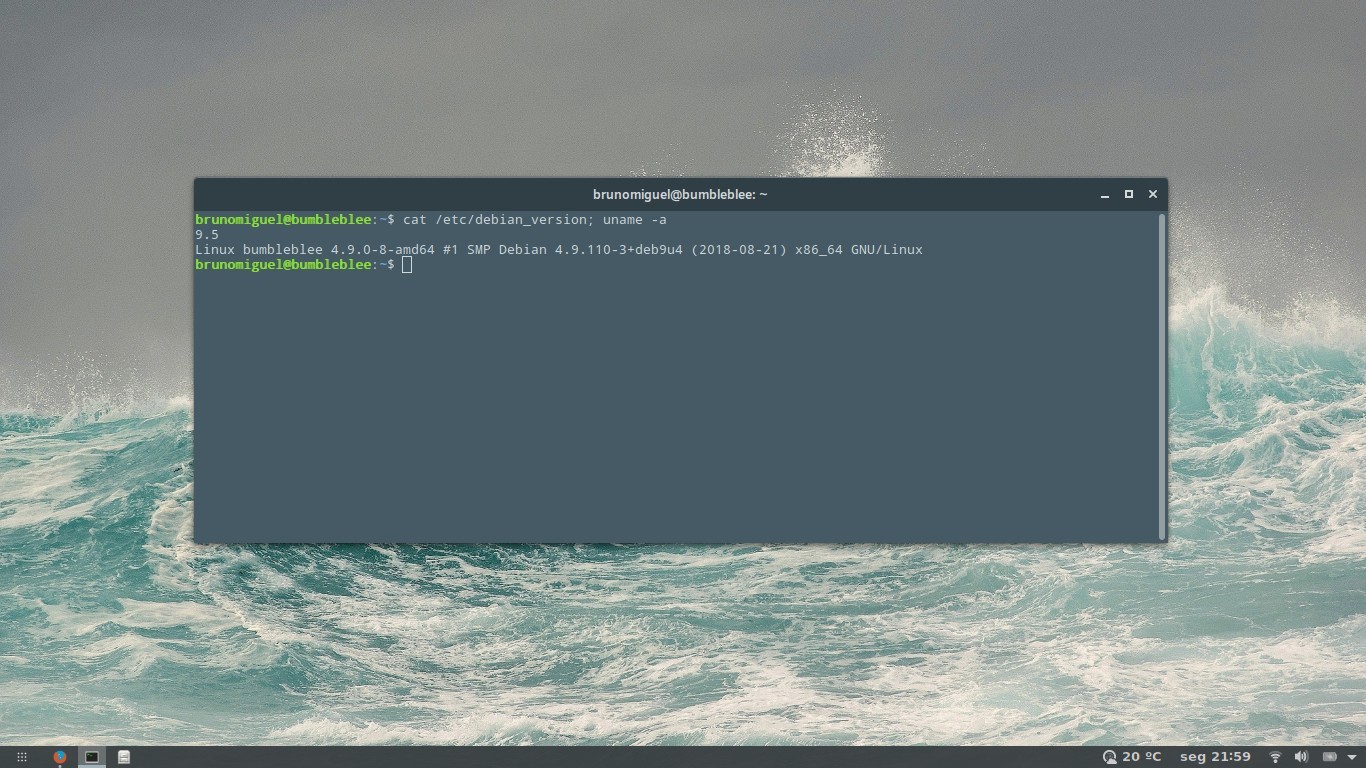 brunomiguel@bumbleblee: ~
brunomiguel@bumbleblee:~$ cat /etc/debian_version; uname -a
9.5
Linux bumbleblee 4.9.0-8-amd64 #1 SMP Debian 4.9.110-3+deb9u4 (2018-08-21) x86_64 GNU/Linux
brunomiguel@bumbleblee:~$
20 ºC seg 21:59